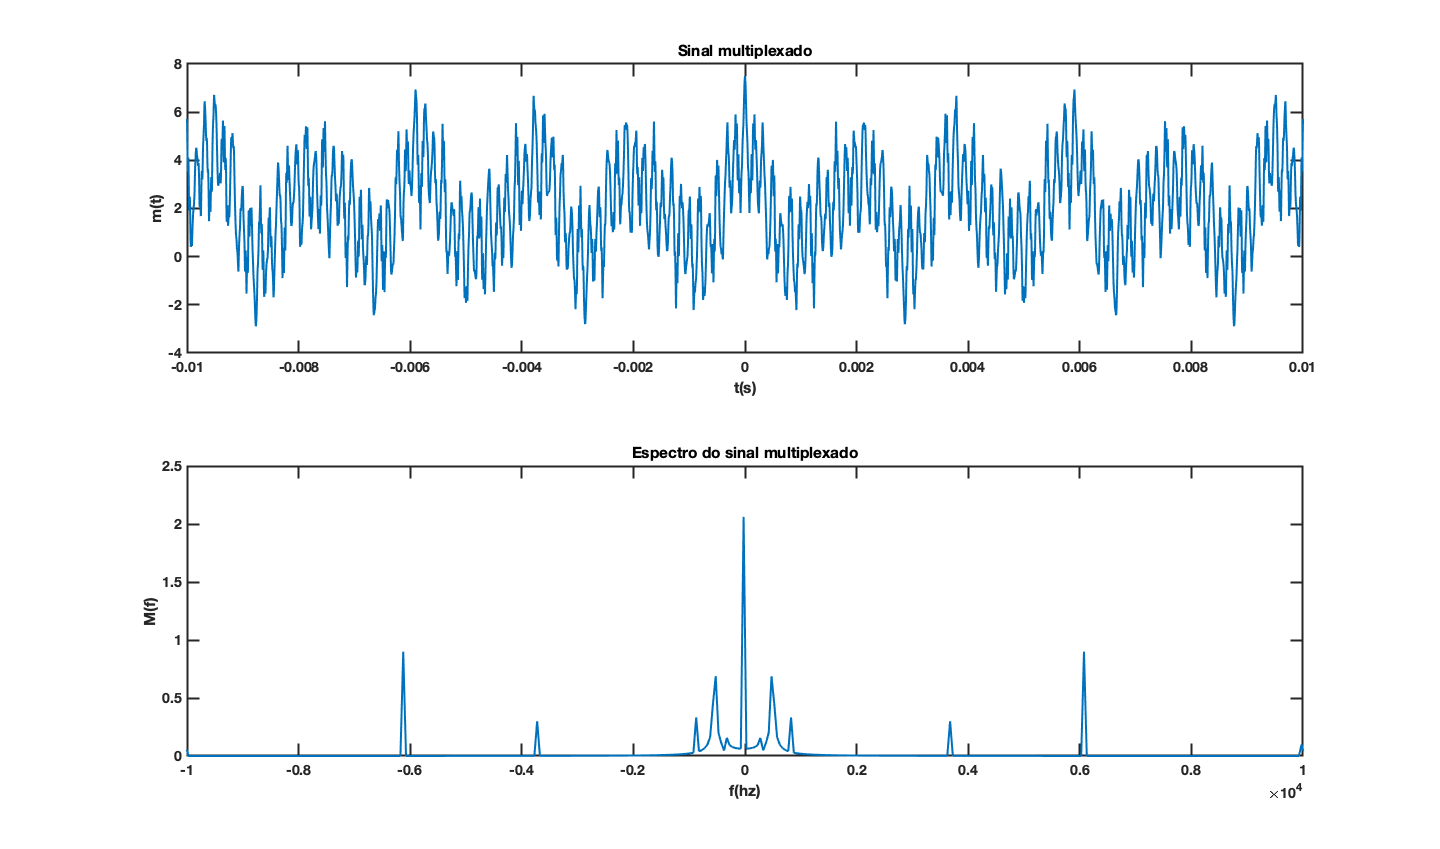 Sinal multiplexado
8
6
4
2
0
-2
-4
m(t)
-0.01 -0.008 -0.006 -0.004 -0.002 0 0.002 0.004 0.006 0.008 0.01
t(s)
Espectro do sinal multiplexado
2.5
2
1.5
1
0.5
0
M(f)
-1 -0.8 -0.6 -0.4 -0.2 0 0.2 0.4 0.6 0.8 1
f(hz)
×10⁴